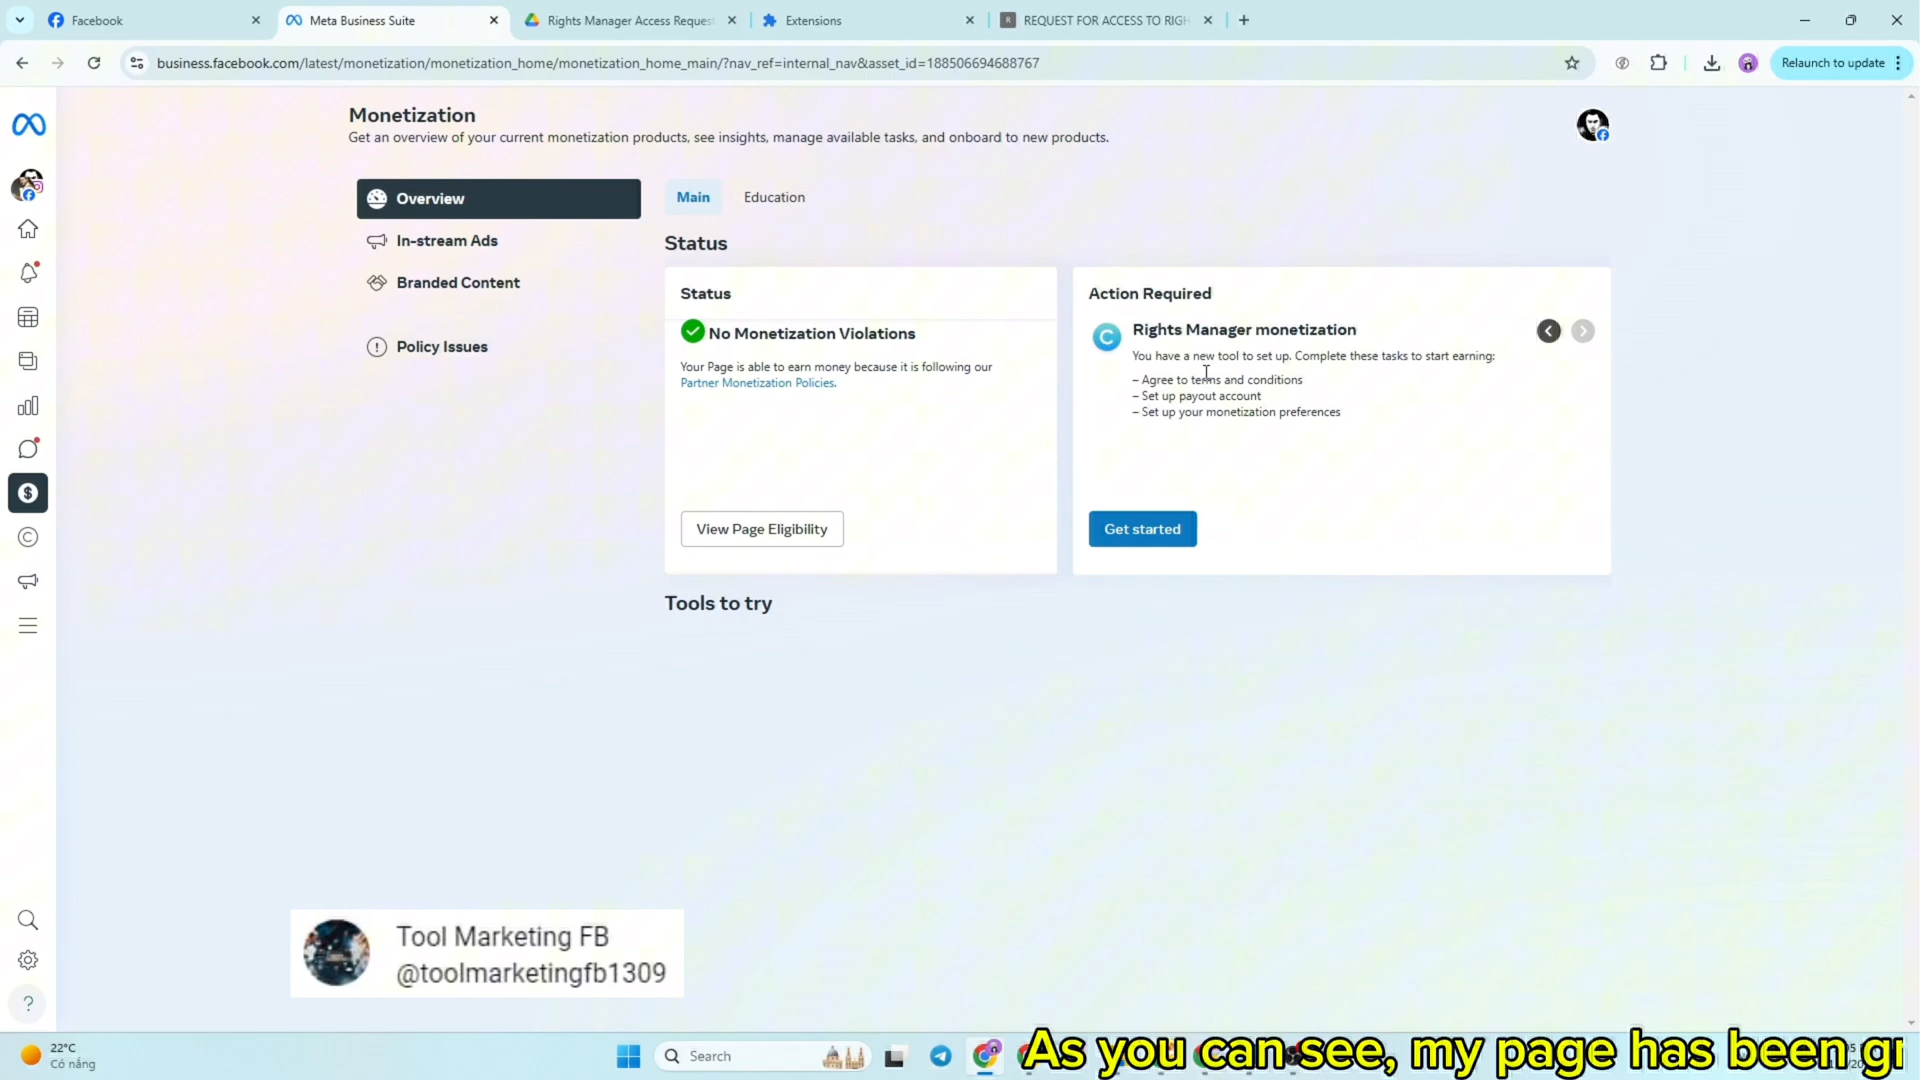 Facebook
Meta Business Suite
Rights Manager Access Request
Extensions
REQUEST FOR ACCESS TO RIGH
business.facebook.com/latest/monetization/monetization_home/monetization_home_main/?nav_ref=internal_nav&asset_id=188506694688767
Relaunch to update
Monetization
Get an overview of your current monetization products, see insights, manage available tasks, and onboard to new products.
Overview
In-stream Ads
Branded Content
Policy Issues
Main
Education
Status
Status
No Monetization Violations
Your Page is able to earn money because it is following our
Partner Monetization Policies.
View Page Eligibility
Action Required
Rights Manager monetization
You have a new tool to set up. Complete these tasks to start earning:
– Agree to terms and conditions
– Set up payout account
– Set up your monetization preferences
Get started
Tools to try
Tool Marketing FB
@toolmarketingfb1309
22°C
Có nắng
Search
As you can see, my page has been gr